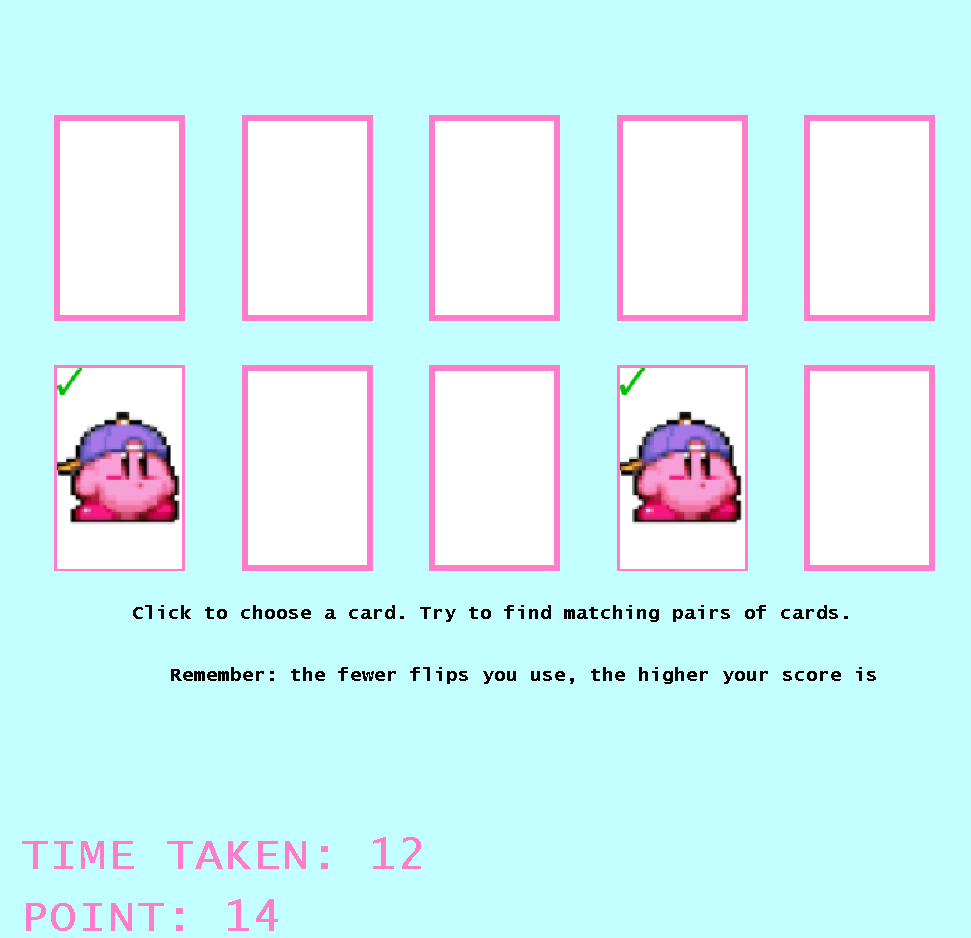 Click to choose a card. Try to find matching pairs of cards.
Remember: the fewer flips you use, the higher your score is
TIME TAKEN: 12
POINT: 14